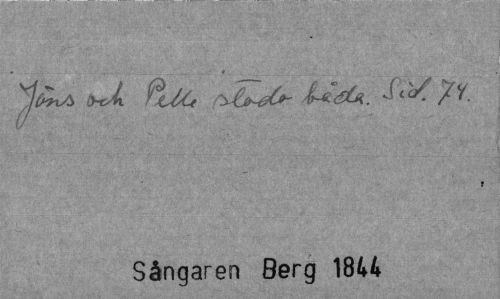 Jöns och Pelle stodo båda. Sid. 74.
Sångaren Berg 1844